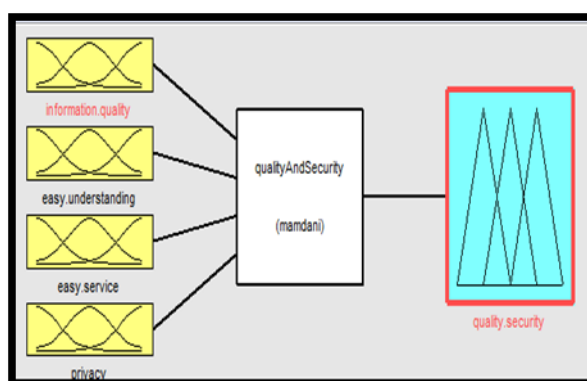 information.quality
easy.understanding
easy.service
privacy
qualityAndSecurity
(mamdani)
quality.security